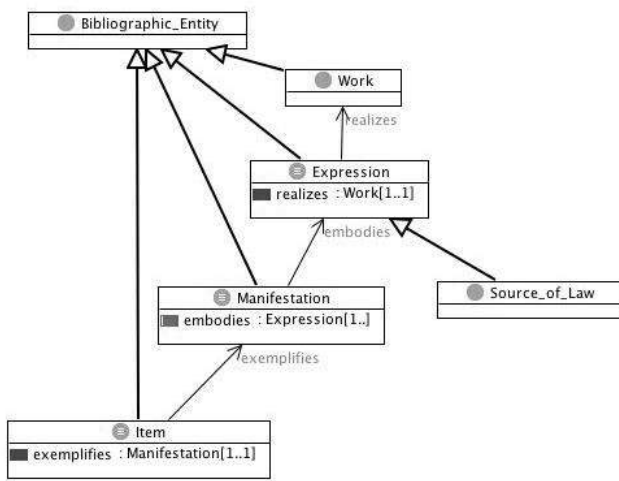 Bibliographic_Entity
Work
realizes
Expression
realizes : Work[1..1]
embodies
Manifestation
embodies : Expression[1..]
Source_of_Law
exemplifies
Item
exemplifies : Manifestation[1..1]